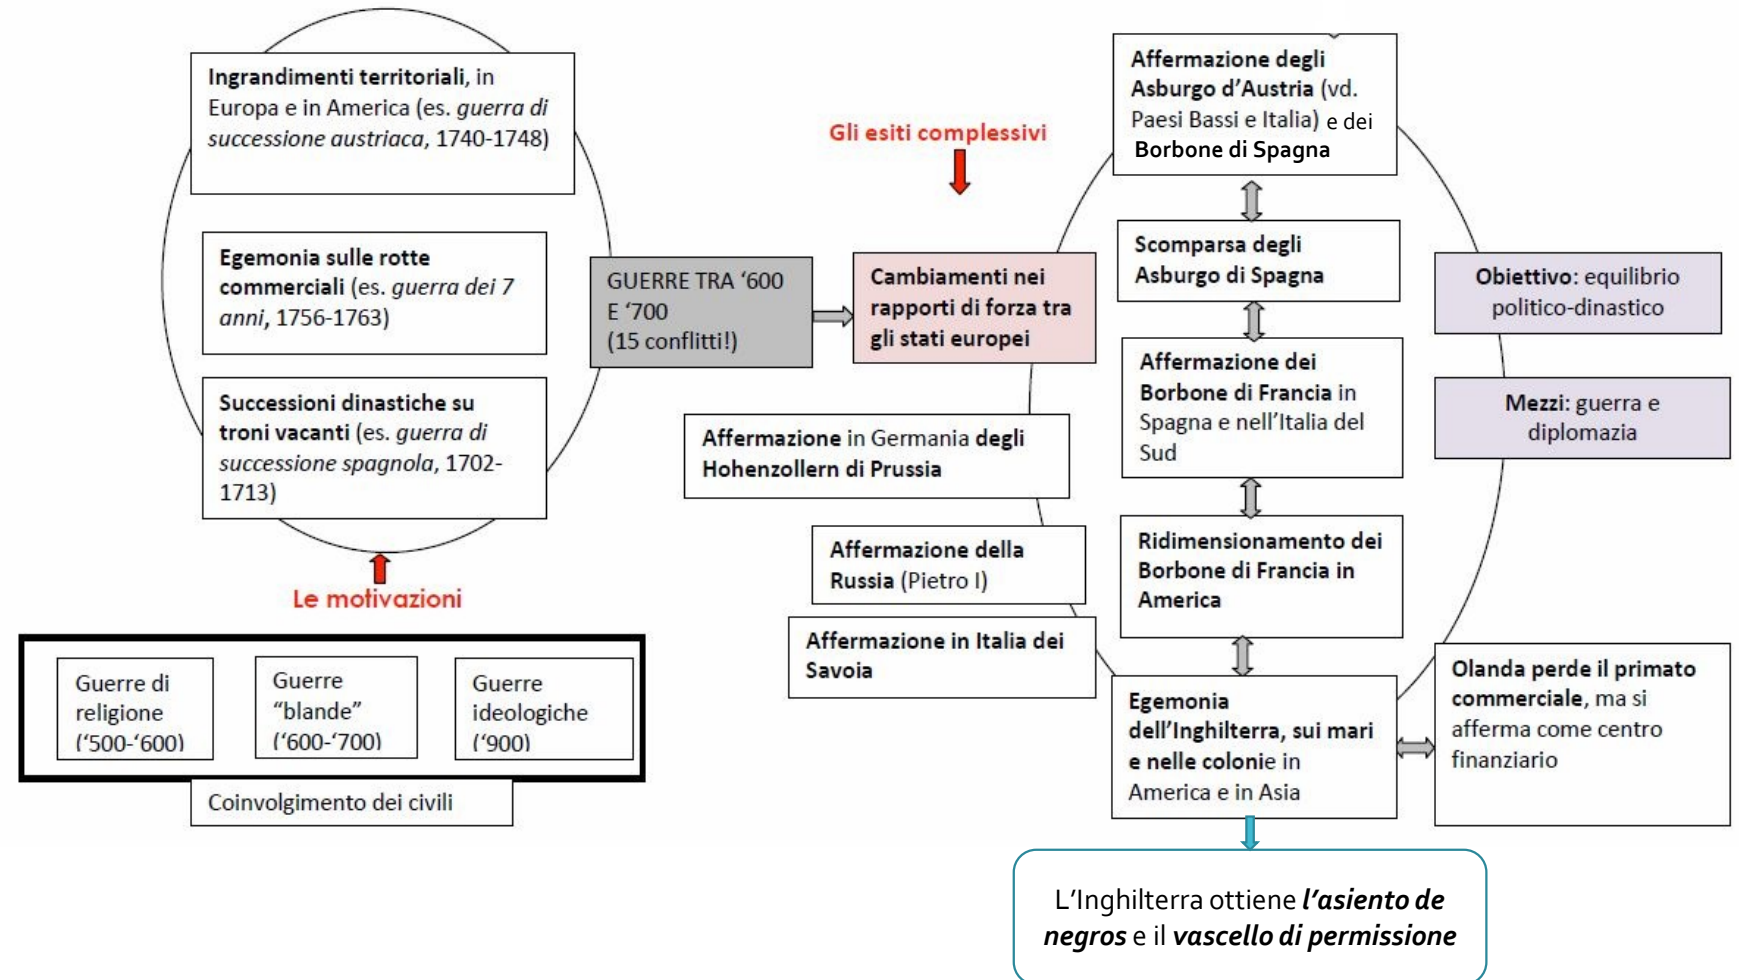 Ingrandimenti territoriali, in
Europa e in America (es. guerra di
successione austriaca, 1740-1748)
Egemonia sulle rotte
commerciali (es. guerra dei 7
anni, 1756-1763)
Successioni dinastiche su
troni vacanti (es. guerra di
successione spagnola, 1702-
1713)
Le motivazioni
GUERRE TRA ‘600
E ‘700
(15 conflitti!)
Gli esiti complessivi
Cambiamenti nei
rapporti di forza tra
gli stati europei
Affermazione degli
Asburgo d’Austria (vd.
Paesi Bassi e Italia) e dei
Borbone di Spagna
Scomparsa degli
Asburgo di Spagna
Affermazione dei
Borbone di Francia in
Spagna e nell’Italia del
Sud
Ridimensionamento dei
Borbone di Francia in
America
Egemonia
dell’Inghilterra, sui mari
e nelle colonie in
America e in Asia
Obiettivo: equilibrio
politico-dinastico
Mezzi: guerra e
diplomazia
Olanda perde il primato
commerciale, ma si
afferma come centro
finanziario
Affermazione in Germania degli
Hohenzollern di Prussia
Affermazione della
Russia (Pietro I)
Affermazione in Italia dei
Savoia
Guerre di
religione
(‘500-‘600)
Guerre
“blande”
(‘600-‘700)
Guerre
ideologiche
(‘900)
Coinvolgimento dei civili
L’Inghilterra ottiene l’asiento de
negros e il vascello di permissione